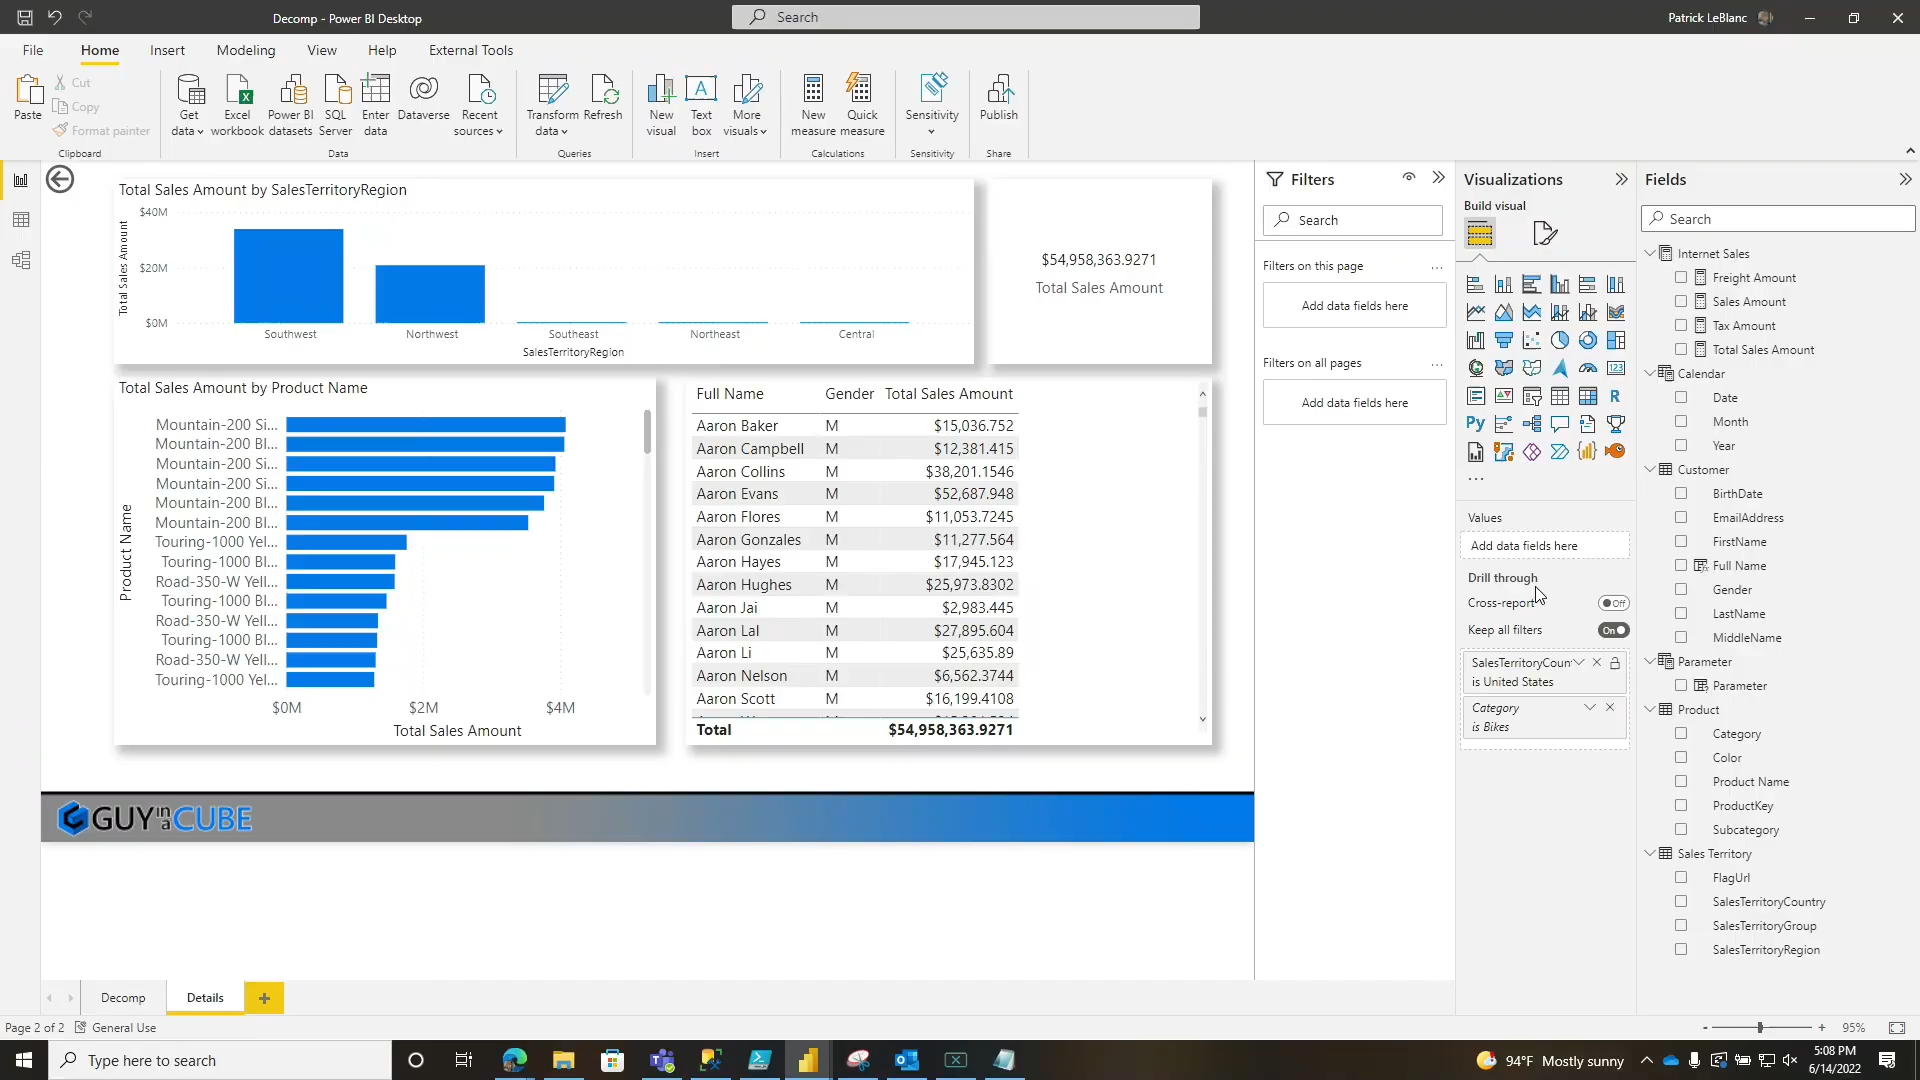 Decomp - Power BI Desktop
Search
Patrick LeBlanc
File
Home
Insert
Modeling
View
Help
External Tools
Paste
Cut
Copy
Format painter
Clipboard
Get data
Excel workbook
Power BI datasets
SQL Server
Enter data
Dataverse
Recent sources
Data
Transform data
Refresh
Queries
New visual
Text box
More visuals
Insert
New measure
Quick measure
Calculations
Sensitivity
Sensitivity
Publish
Share
Total Sales Amount by SalesTerritoryRegion
Total Sales Amount
$40M
$20M
$0M
Southwest
Northwest
Southeast
Northeast
Central
SalesTerritoryRegion
$54,958,363.9271
Total Sales Amount
Total Sales Amount by Product Name
Product Name
Mountain-200 Si...
Mountain-200 Bl...
Mountain-200 Si...
Mountain-200 Si...
Mountain-200 Bl...
Mountain-200 Bl...
Touring-1000 Yel...
Touring-1000 Bl...
Road-350-W Yell...
Touring-1000 Bl...
Road-350-W Yell...
Touring-1000 Bl...
Road-350-W Yell...
Touring-1000 Yel...
$0M
$2M
$4M
Total Sales Amount
Full Name Gender Total Sales Amount
Aaron Baker M $15,036.752
Aaron Campbell M $12,381.415
Aaron Collins M $38,201.1546
Aaron Evans M $52,687.948
Aaron Flores M $11,053.7245
Aaron Gonzales M $11,277.564
Aaron Hayes M $17,945.123
Aaron Hughes M $25,973.8302
Aaron Jai M $2,983.445
Aaron Lal M $27,895.604
Aaron Li M $25,635.89
Aaron Nelson M $6,562.3744
Aaron Scott M $16,199.4108
Total $54,958,363.9271
GUY in a CUBE
Filters
Search
Filters on this page
...
Add data fields here
Filters on all pages
...
Add data fields here
Visualizations
Build visual
123
R
Py
...
Values
Add data fields here
Drill through
Cross-report
Off
Keep all filters
On
SalesTerritoryCoun
is United States
Category
is Bikes
Fields
Search
Internet Sales
Freight Amount
Sales Amount
Tax Amount
Total Sales Amount
Calendar
Date
Month
Year
Customer
BirthDate
EmailAddress
FirstName
Full Name
Gender
LastName
MiddleName
Parameter
Parameter
Product
Category
Color
Product Name
ProductKey
Subcategory
Sales Territory
FlagUrl
SalesTerritoryCountry
SalesTerritoryGroup
SalesTerritoryRegion
Decomp
Details
Page 2 of 2
General Use
95%
Type here to search
94°F Mostly sunny
5:08 PM
6/14/2022